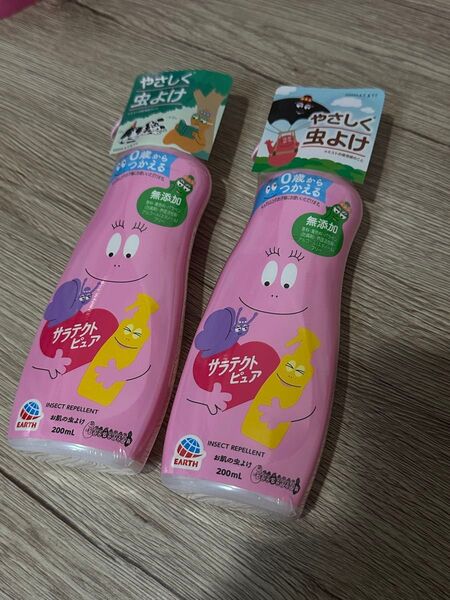 やさしく
虫よけ
0歳から
つかえる
無添加
サラテクト
ピュア
EARTH
INSECT REPELLENT
お肌の虫よけ
200mL
やさしく
虫よけ
0歳から
つかえる
無添加
サラテクト
ピュア
EARTH
INSECT REPELLENT
お肌の虫よけ
200mL